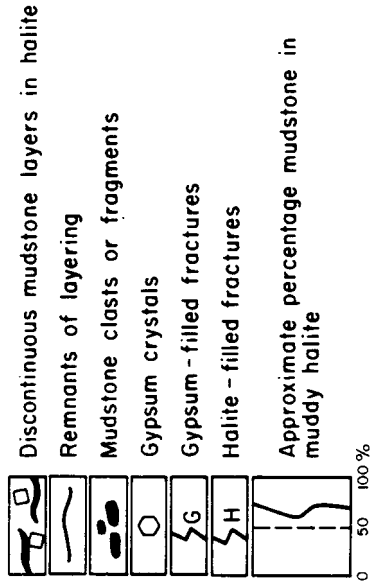 Discontinuous mudstone layers in halite
Remnants of layering
Mudstone clasts or fragments
Gypsum crystals
G
Gypsum-filled fractures
H
Halite-filled fractures
Approximate percentage mudstone in
muddy halite
0 50 100 %